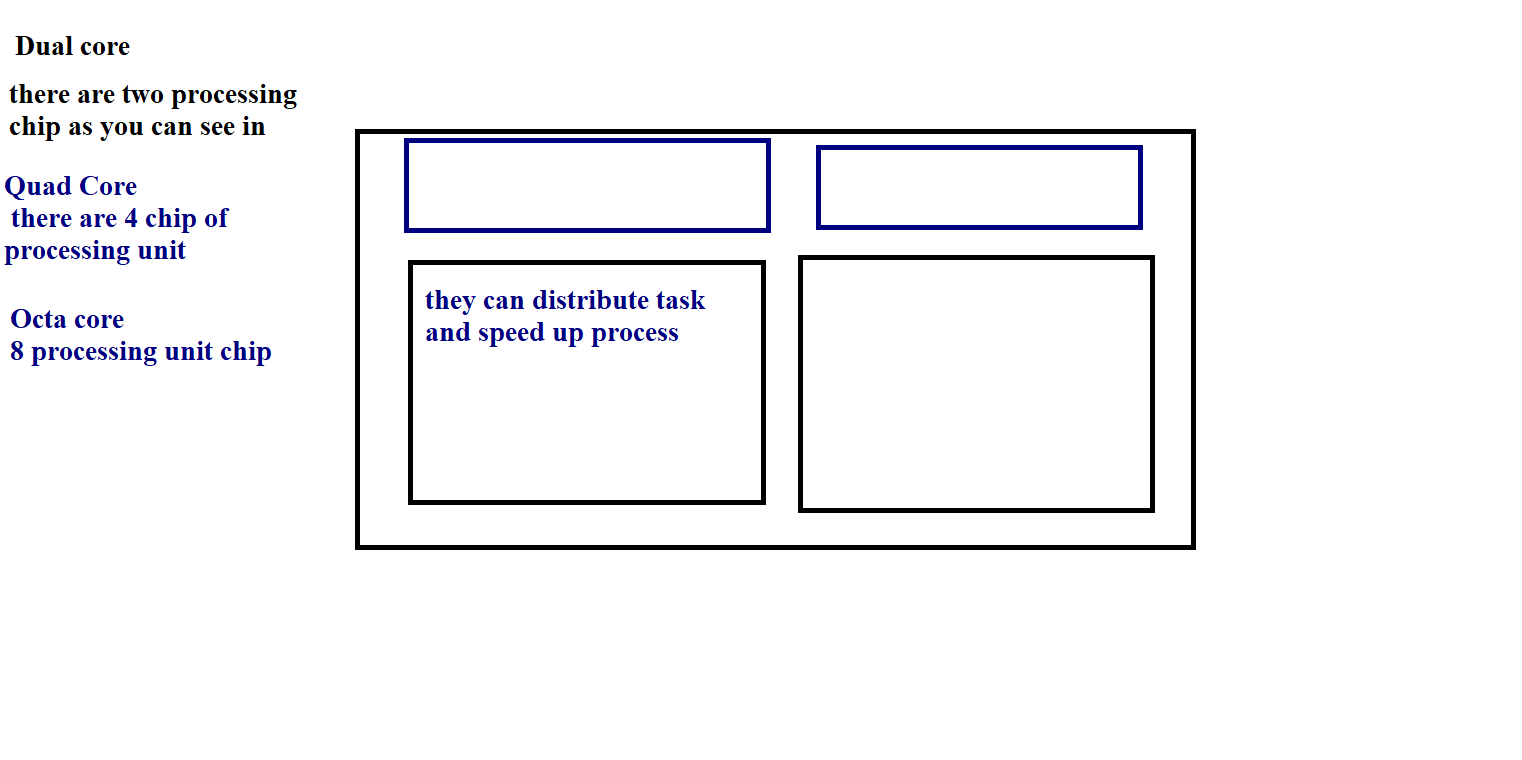 Dual core
there are two processing
chip as you can see in
Quad Core
there are 4 chip of
processing unit
Octa core
8 processing unit chip
they can distribute task
and speed up process